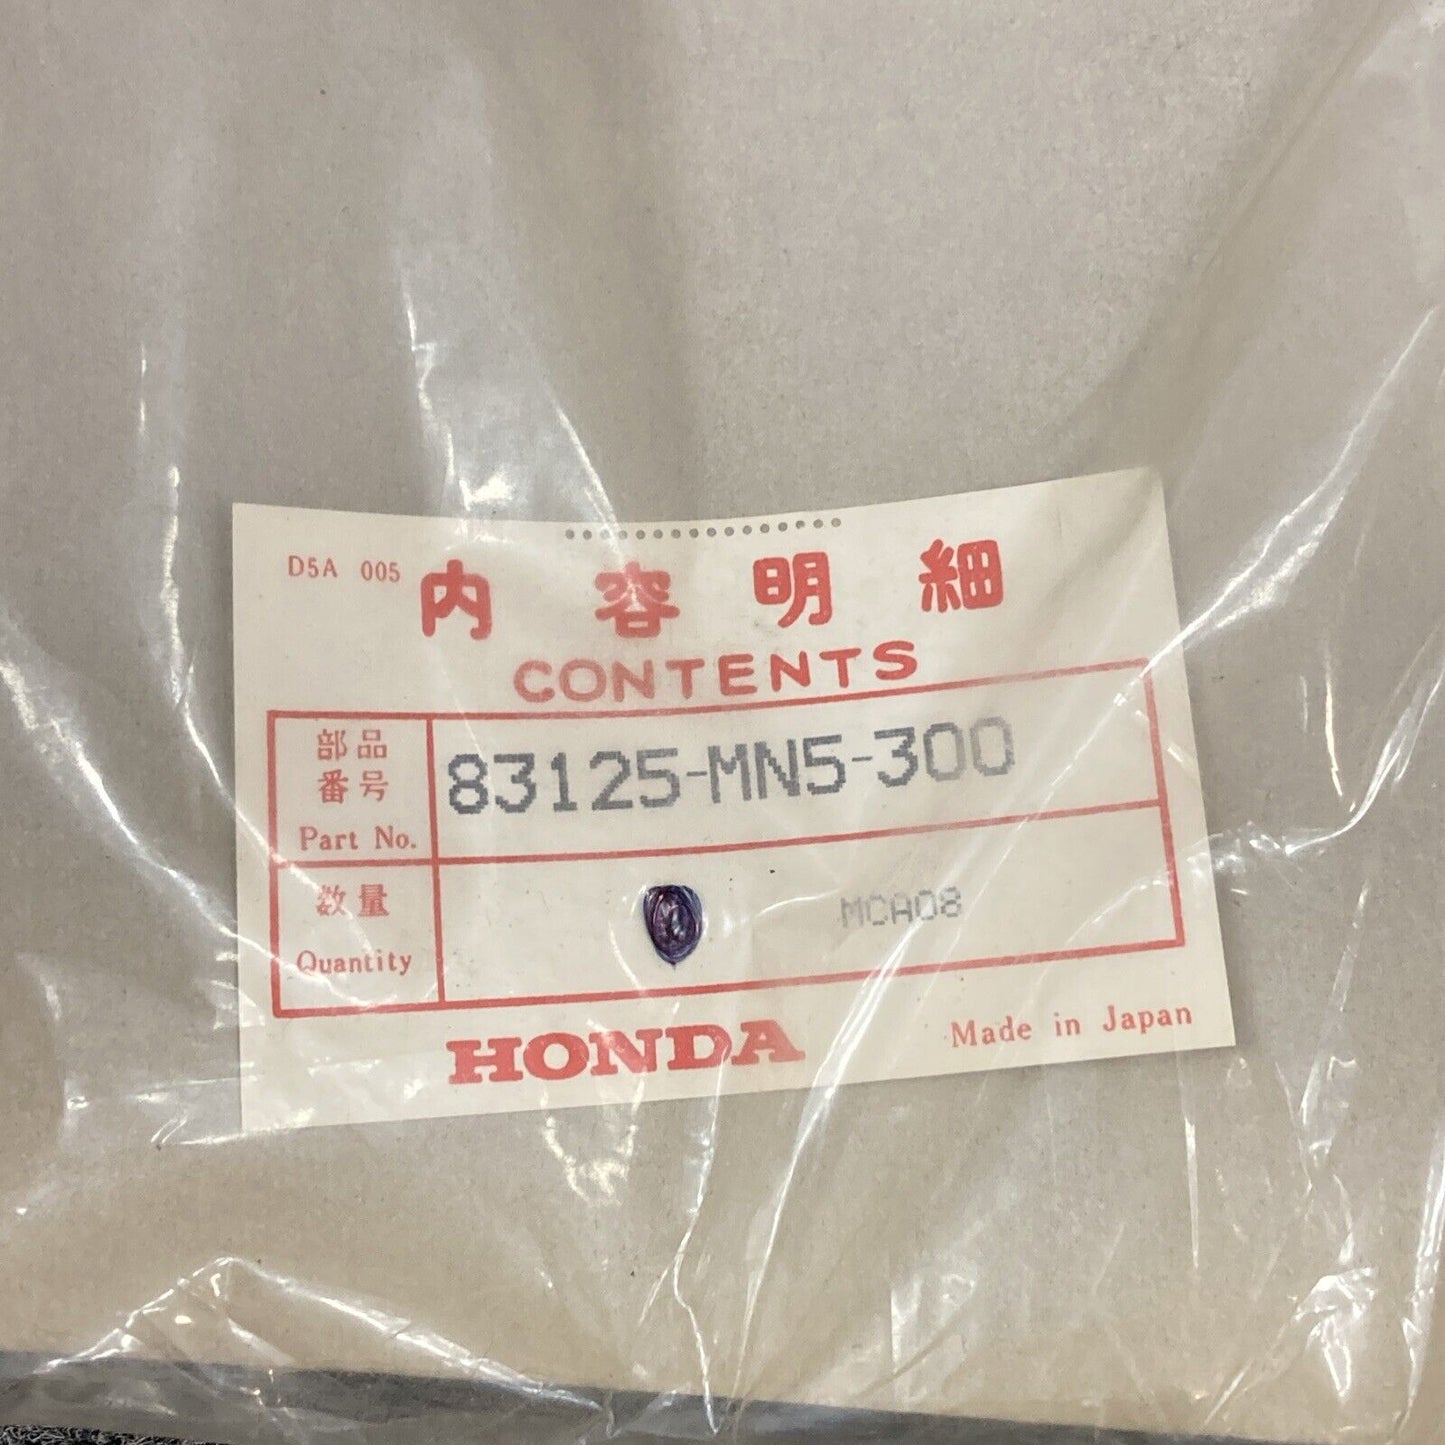 D5A 005
内容明細
CONTENTS
部品
番号
Part No.
83125-MN5-300
数量
Quantity
MCA08
HONDA
Made in Japan